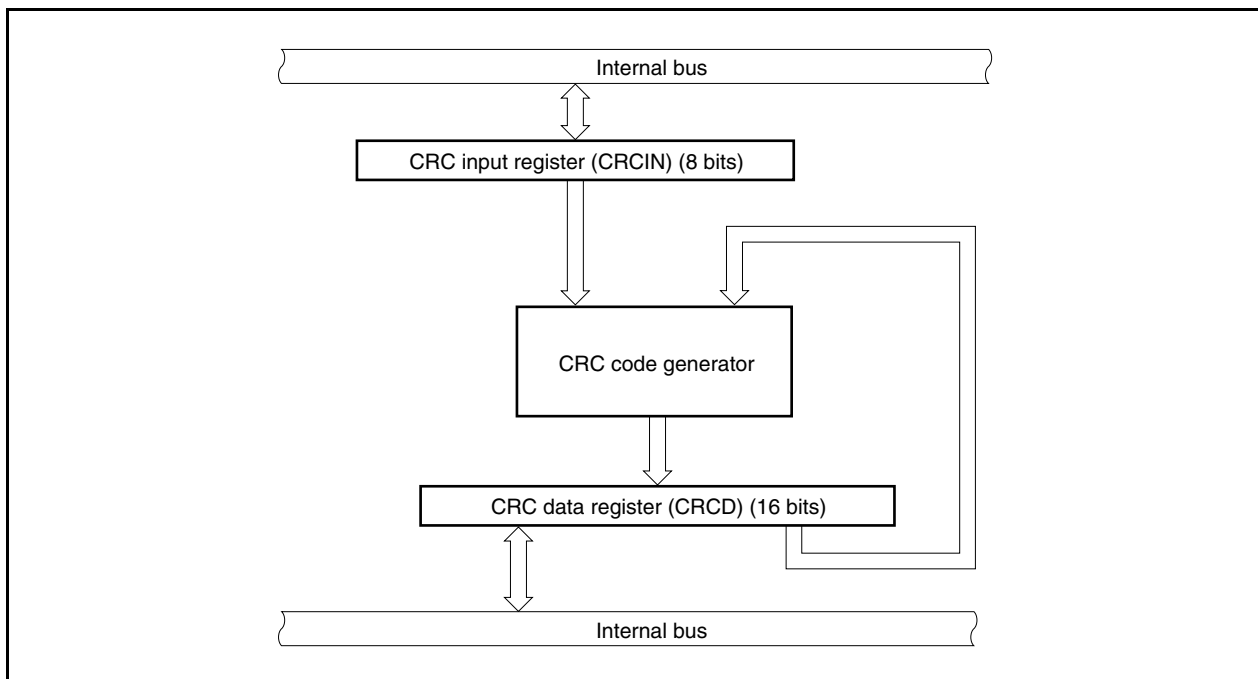 Internal bus
CRC input register (CRCIN) (8 bits)
CRC code generator
CRC data register (CRCD) (16 bits)
Internal bus